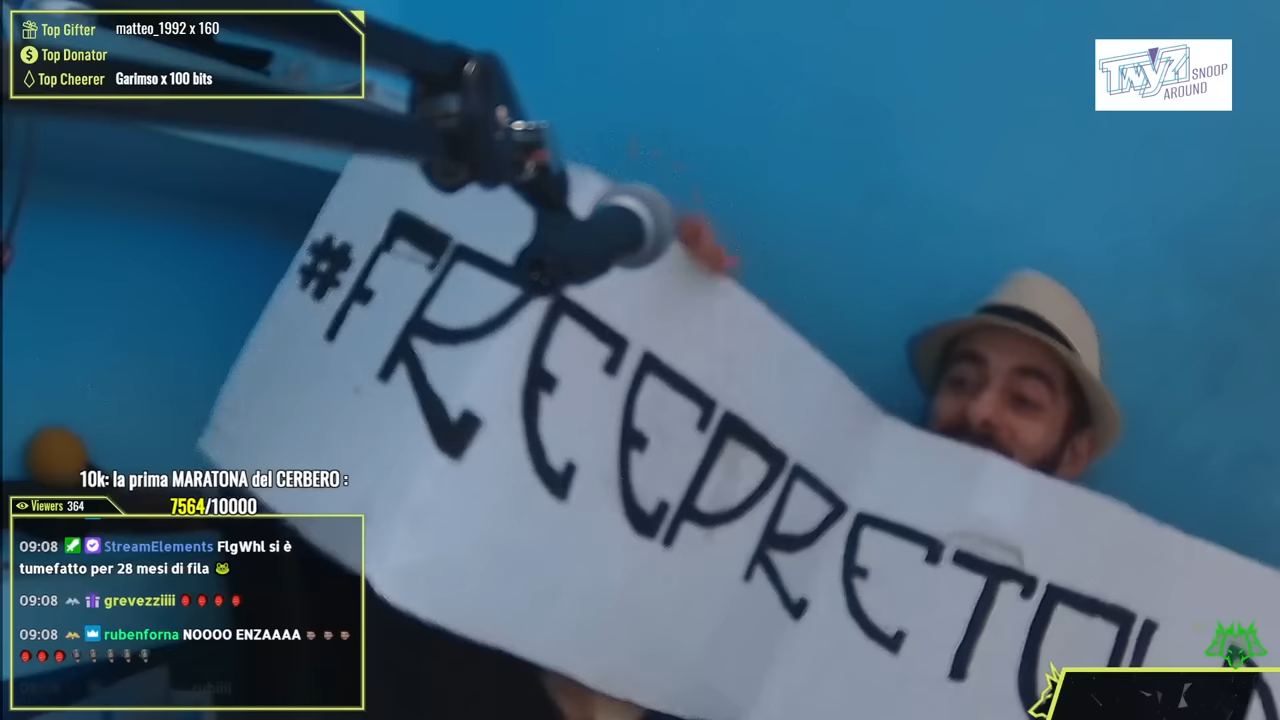 Top Gifter matteo_1992 x 160
Top Donator
Top Cheerer Garimso x 100 bits
TNYZ SNOOP
AROUND
10k: la prima MARATONA del CERBERO :
7564/10000
Viewers 364
09:08 StreamElements FlgWhl si è
tumefatto per 28 mesi di fila
09:08 grevezziiii
09:08 rubenforna NOOOO ENZAAAA
#FREEPRETO